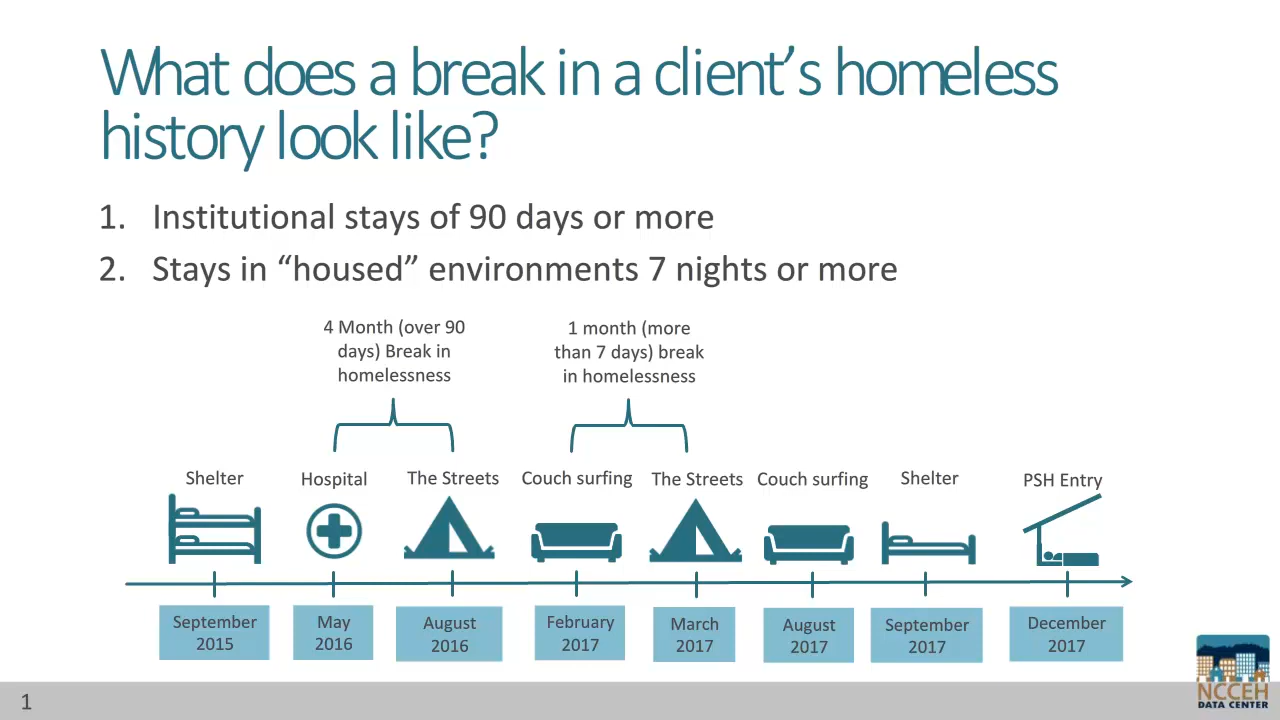 What does a break in a client’s homeless
history look like?
1. Institutional stays of 90 days or more
2. Stays in “housed” environments 7 nights or more
4 Month (over 90
days) Break in
homelessness
1 month (more
than 7 days) break
in homelessness
Shelter
Hospital
The Streets
Couch surfing
The Streets
Couch surfing
Shelter
PSH Entry
September
2015
May
2016
August
2016
February
2017
March
2017
August
2017
September
2017
December
2017
1
NCCEH
DATA CENTER